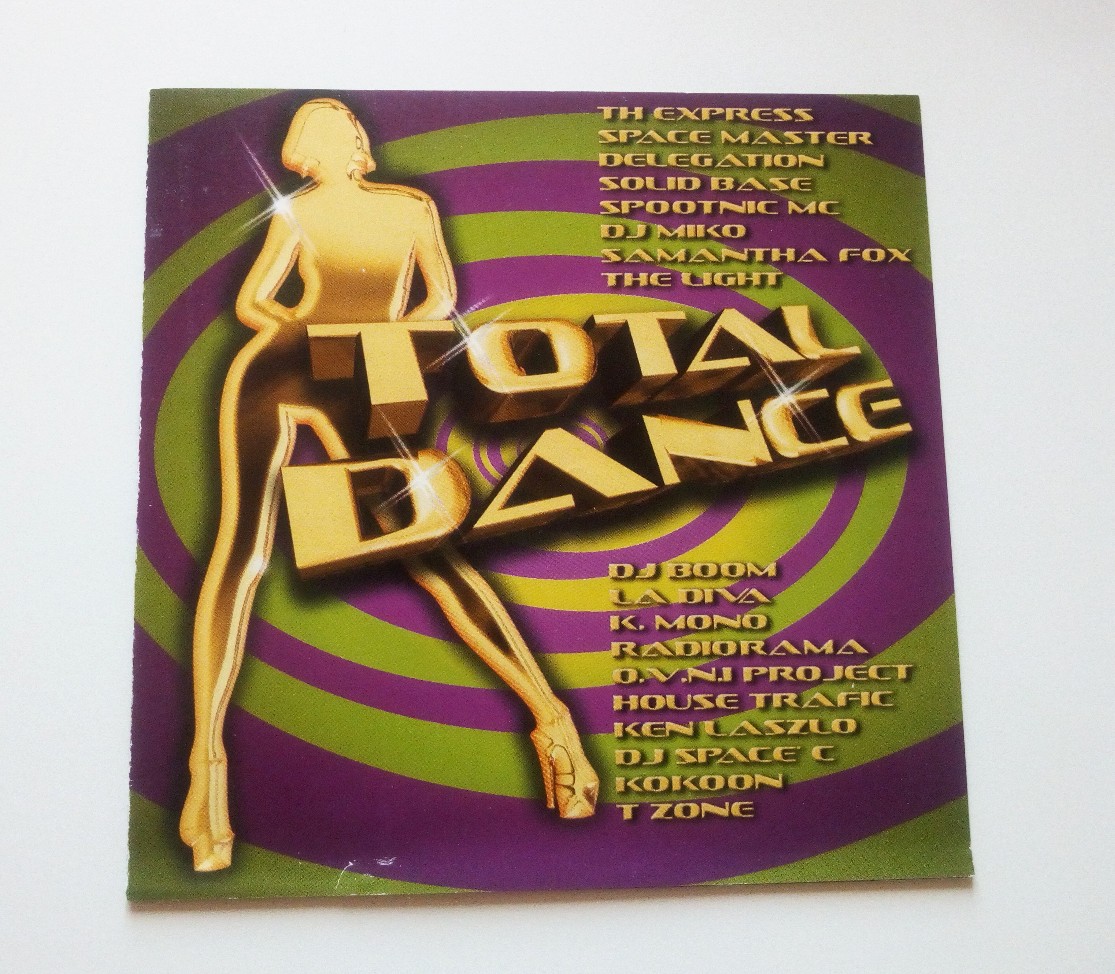 TH EXPRESS
SPACE MASTER
DELEGATION
SOLID BASE
SPOOTNIC MC
DJ MIKO
SAMANTHA FOX
THE LIGHT
TOTAL
DANCE
DJ BOOM
LA DIVA
K. MONO
RADIORAMA
O.V.N.I PROJECT
HOUSE TRAFIC
KEN LASZLO
DJ SPACE' C
KOKOON
T ZONE